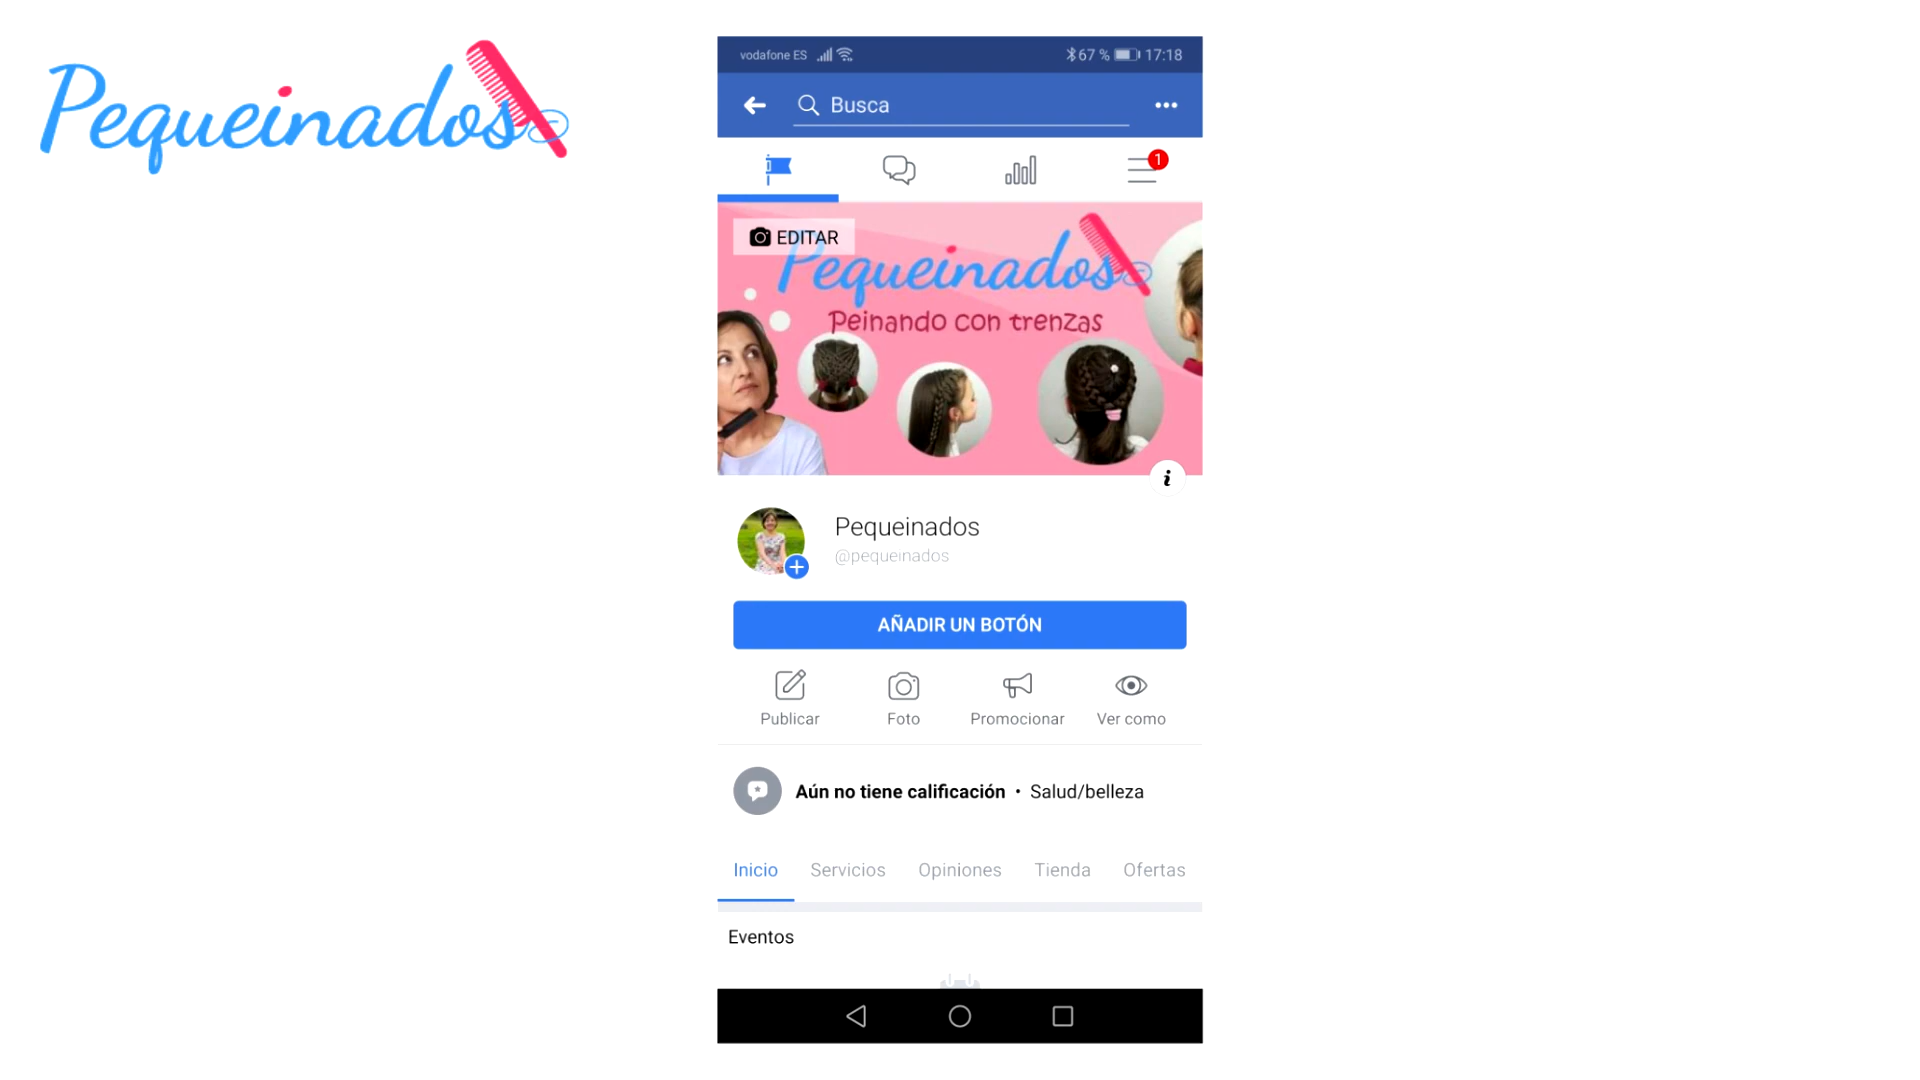 Pequeinados
vodafone ES
67 % 17:18
Busca
1
EDITAR
Pequeinados
Peinando con trenzas
i
Pequeinados
@pequeinados
AÑADIR UN BOTÓN
Publicar Foto Promocionar Ver como
Aún no tiene calificación • Salud/belleza
Inicio Servicios Opiniones Tienda Ofertas
Eventos